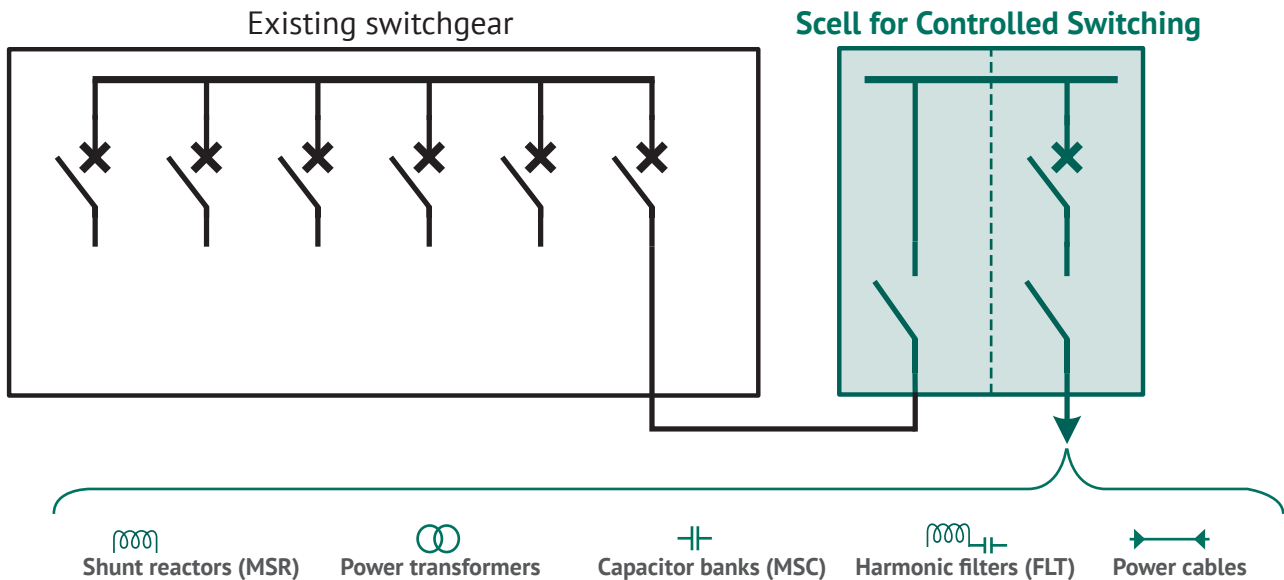 Existing switchgear
Scell for Controlled Switching
Shunt reactors (MSR)
Power transformers
Capacitor banks (MSC)
Harmonic filters (FLT)
Power cables